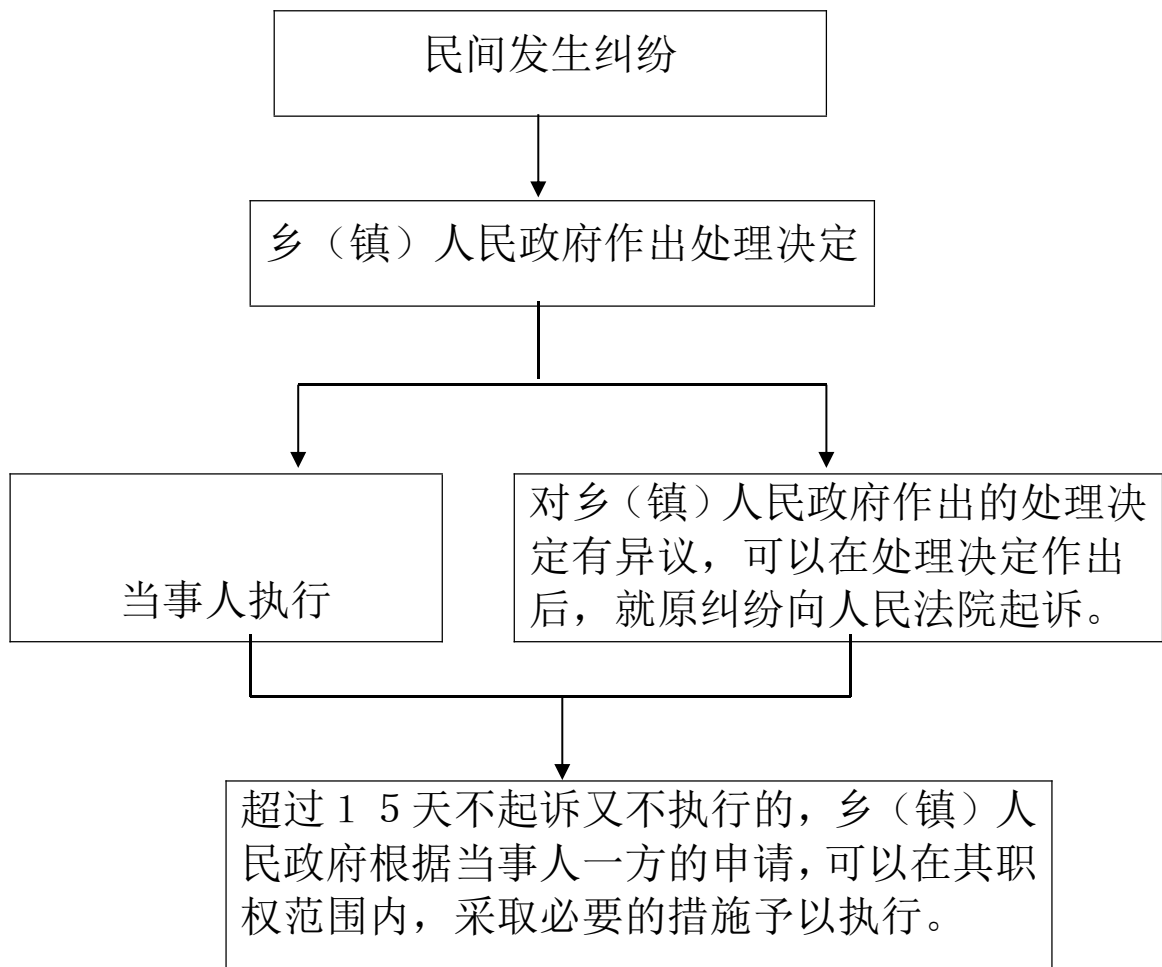 民间发生纠纷
乡（镇）人民政府作出处理决定
当事人执行
对乡（镇）人民政府作出的处理决
定有异议，可以在处理决定作出
后，就原纠纷向人民法院起诉。
超过１５天不起诉又不执行的，乡（镇）人
民政府根据当事人一方的申请，可以在其职
权范围内，采取必要的措施予以执行。